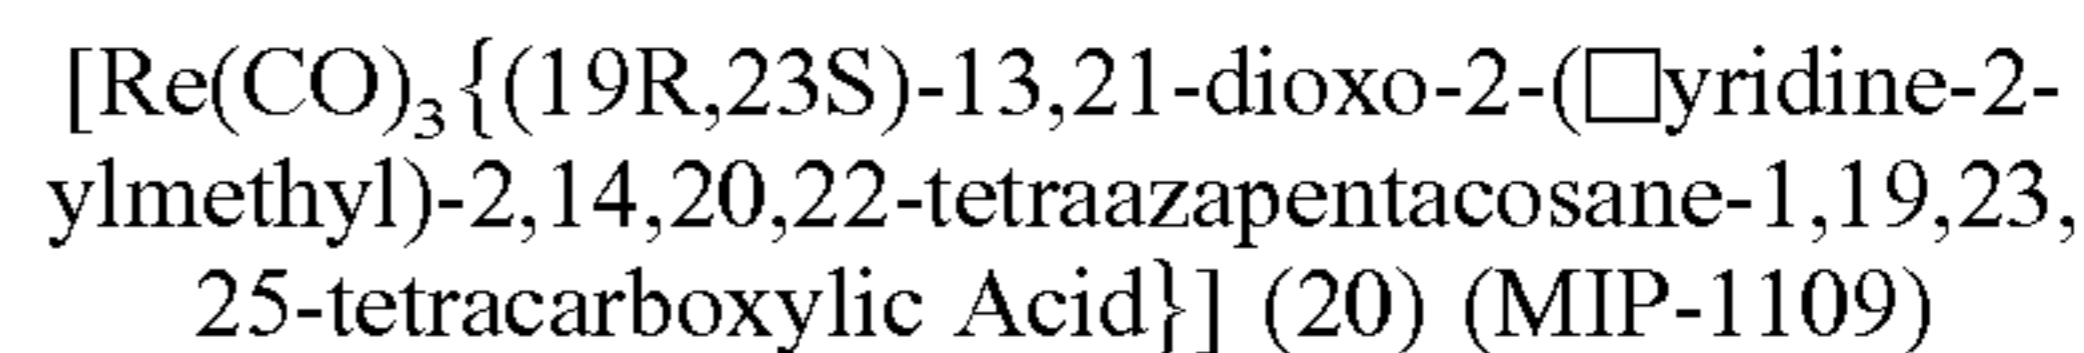 [Re(CO)₃{(19R,23S)-13,21-dioxo-2-(□yridine-2-
ylmethyl)-2,14,20,22-tetraazapentacosane-1,19,23,
25-tetracarboxylic Acid}] (20) (MIP-1109)